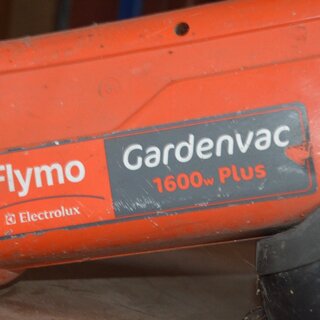 Flymo
Electrolux
Gardenvac
1600w Plus